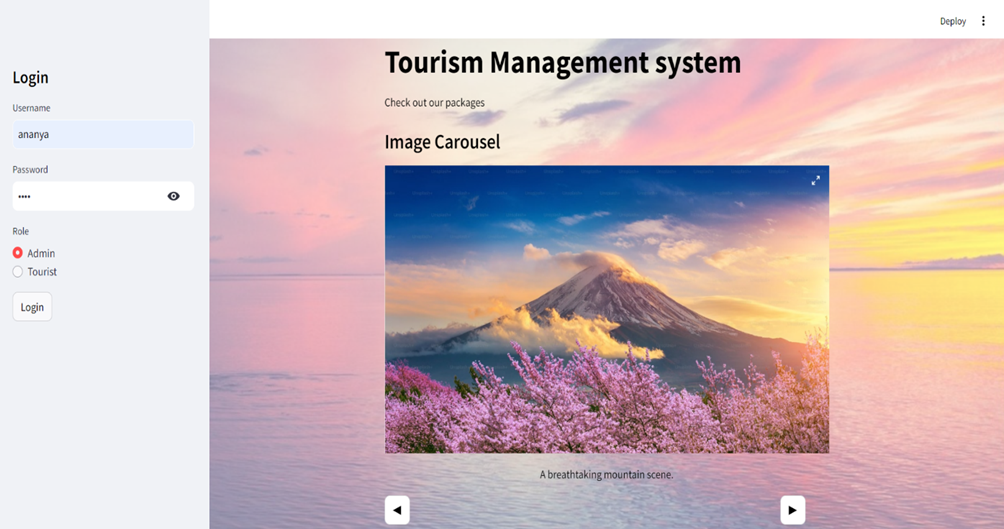 Deploy
Login
Username
ananya
Password
••••
Role
Admin
Tourist
Login
Tourism Management system
Check out our packages
Image Carousel
A breathtaking mountain scene.